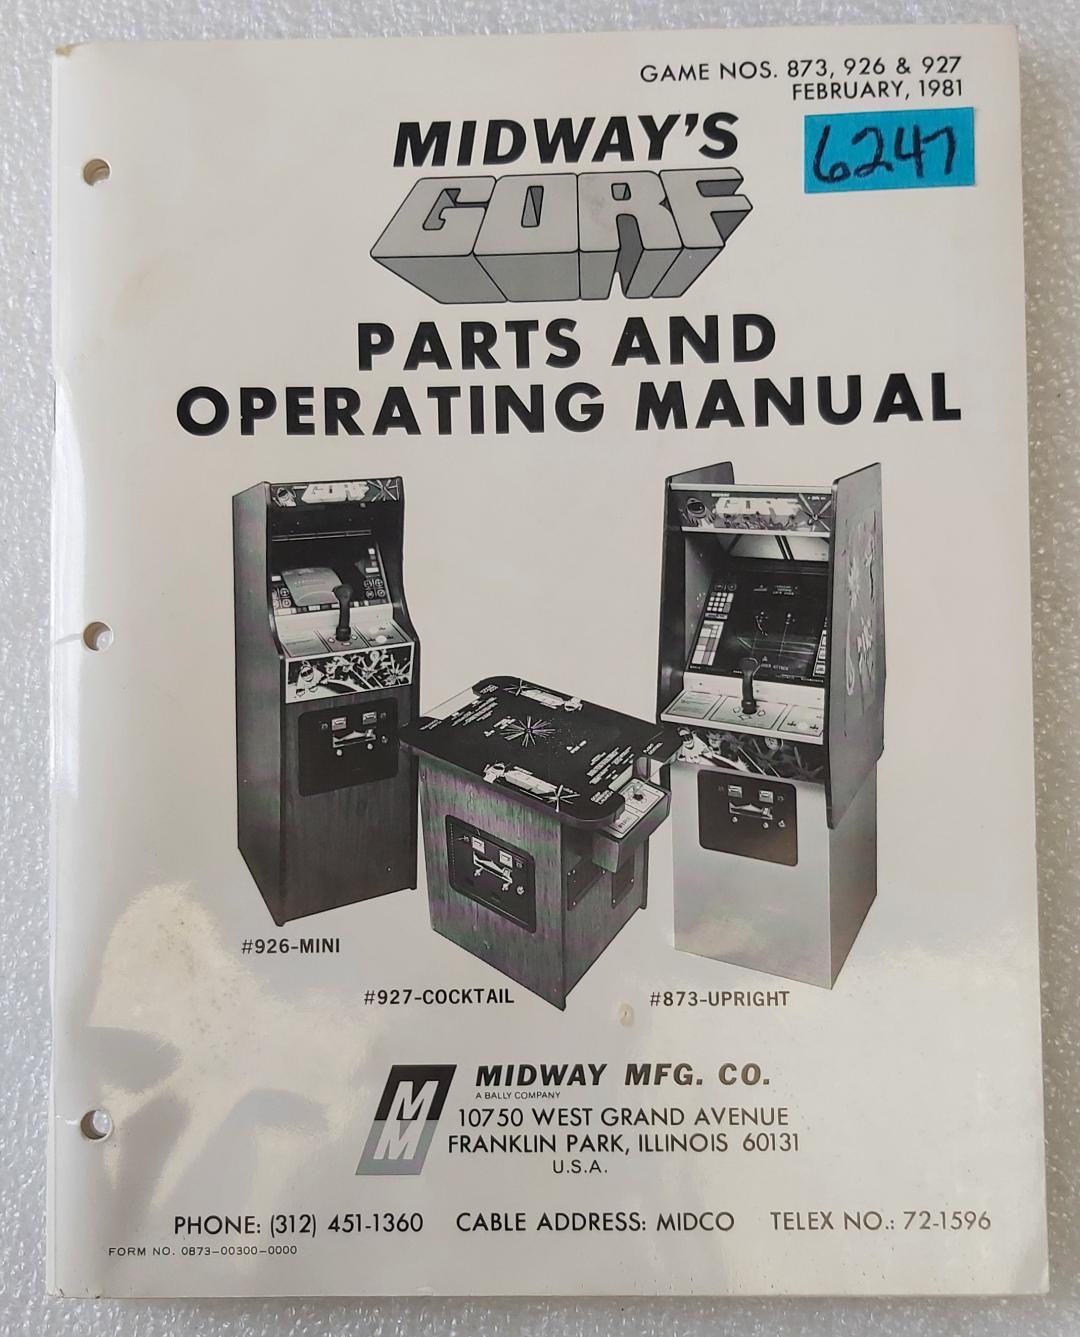 GAME NOS. 873, 926 & 927
FEBRUARY, 1981
6247
MIDWAY'S
GORF
PARTS AND
OPERATING MANUAL
#926-MINI
#927-COCKTAIL
#873-UPRIGHT
MM
MIDWAY MFG. CO.
A BALLY COMPANY
10750 WEST GRAND AVENUE
FRANKLIN PARK, ILLINOIS 60131
U.S.A.
PHONE: (312) 451-1360 CABLE ADDRESS: MIDCO TELEX NO.: 72-1596
FORM NO. 0873-00300-0000